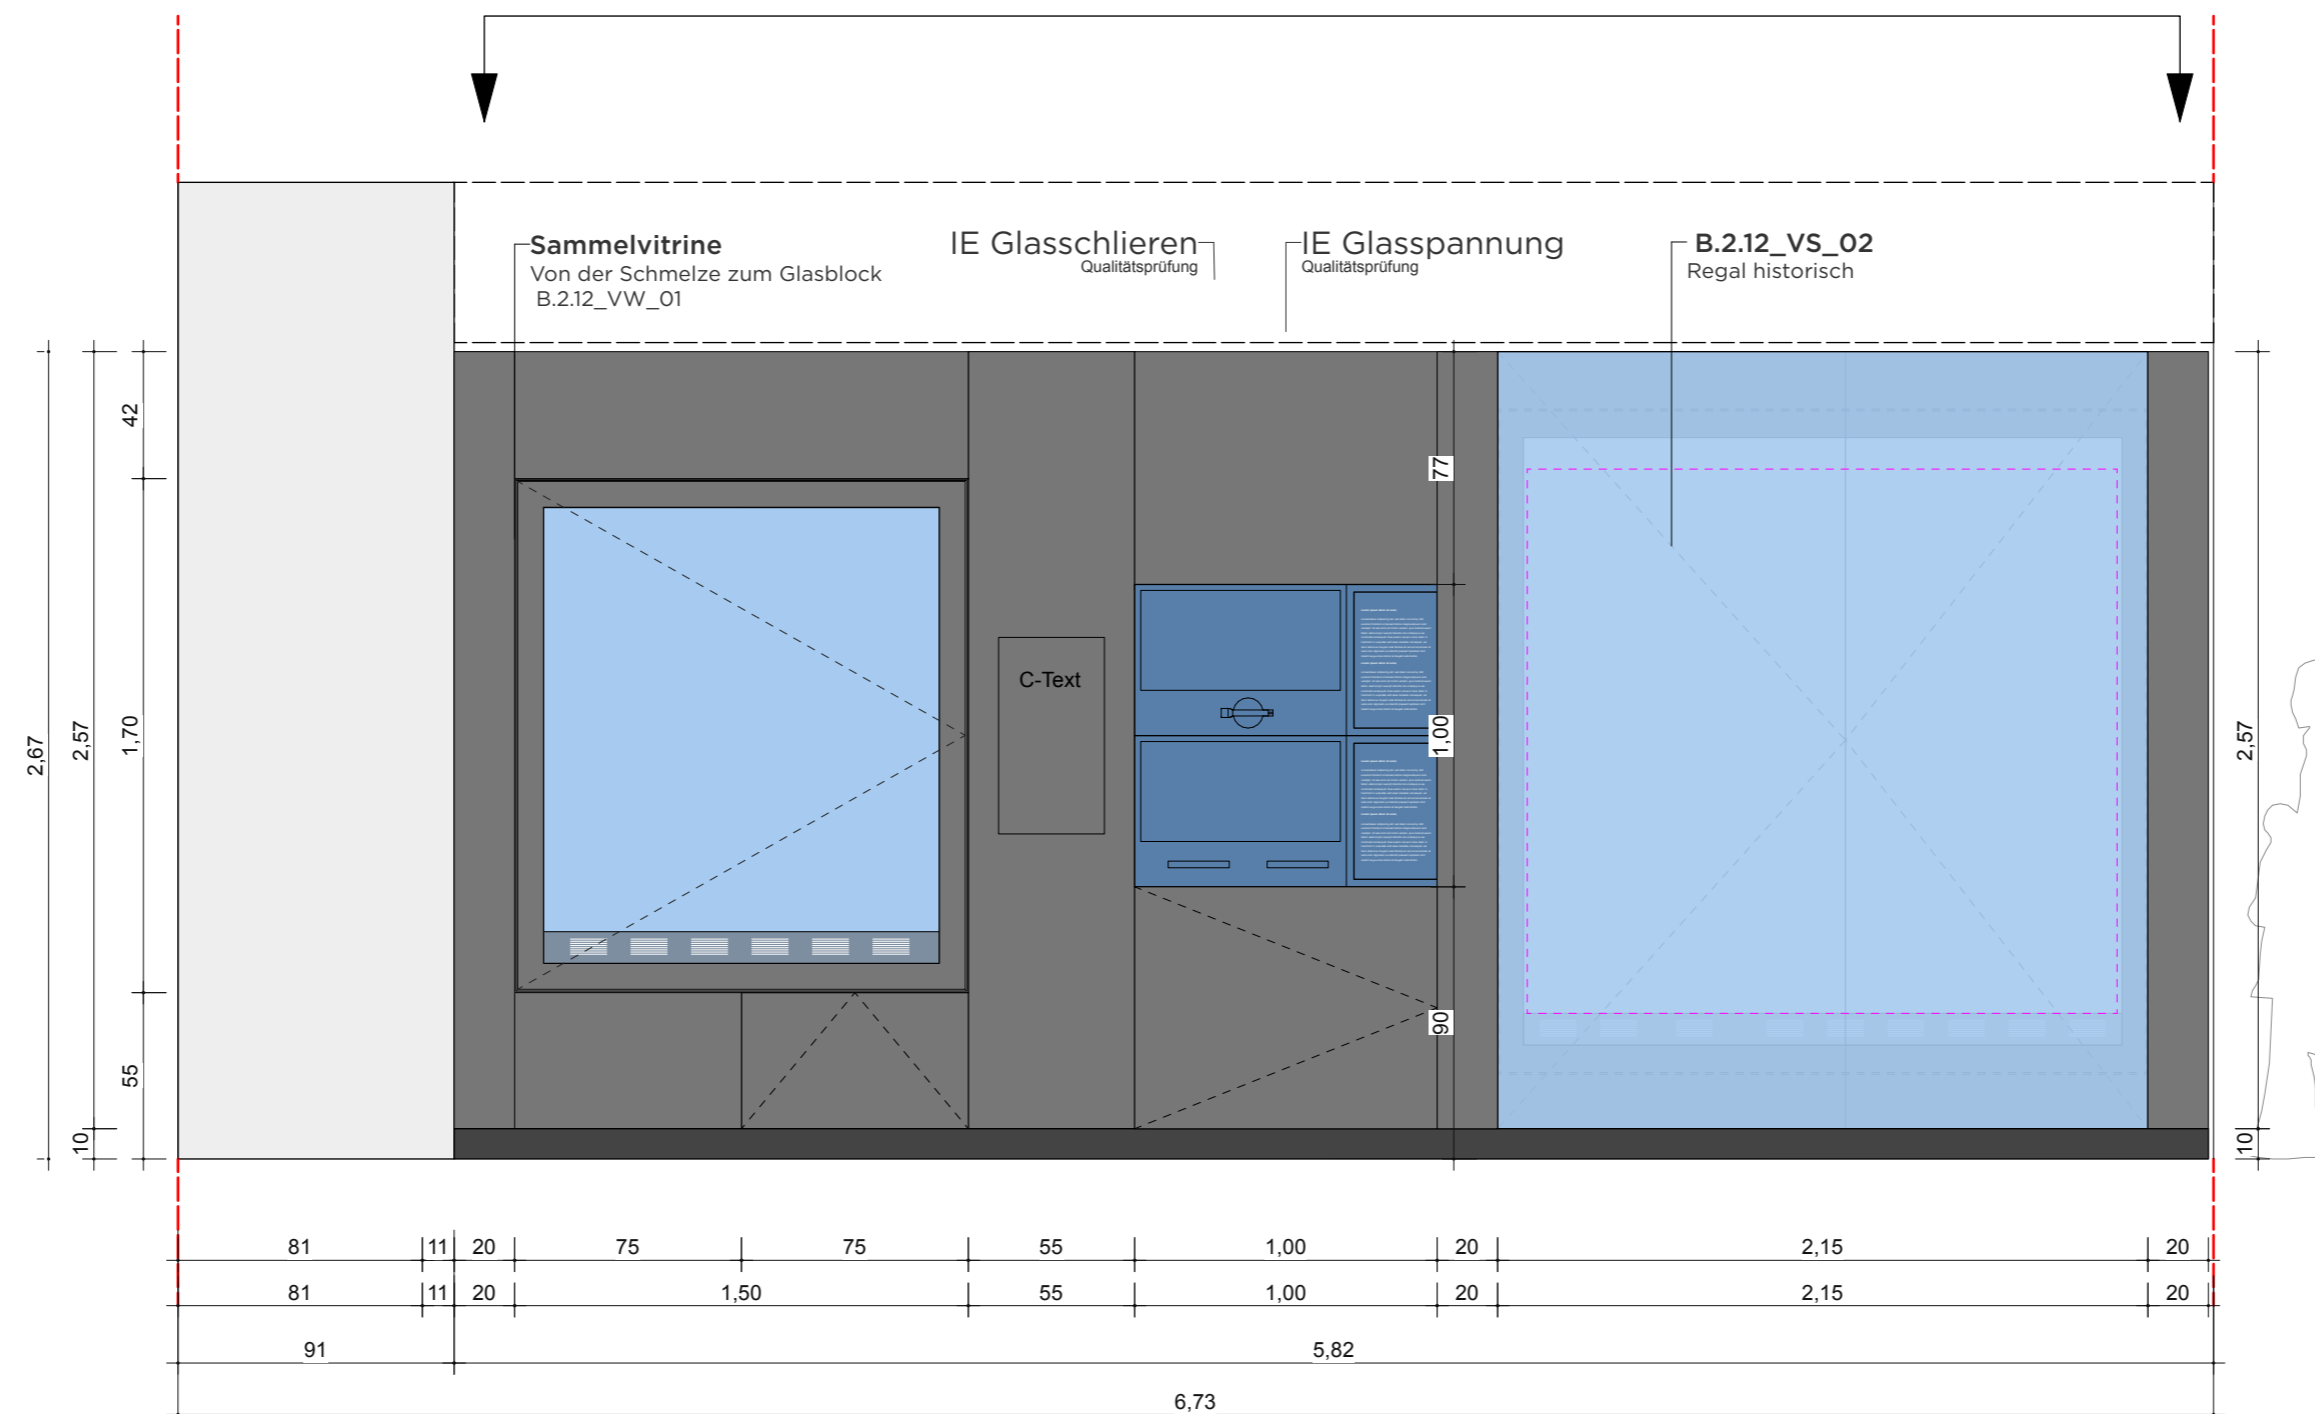 Sammelvitrine
Von der Schmelze zum Glasblock
B.2.12_VW_01
IE Glasschlieren
Qualitätsprüfung
IE Glasspannung
Qualitätsprüfung
B.2.12_VS_02
Regal historisch
C-Text
2,67
2,57
10
42
1,70
55
77
1,00
90
2,57
10
81 11 20 75 75 55 1,00 20 2,15 20
81 11 20 1,50 55 1,00 20 2,15 20
91 5,82
6,73